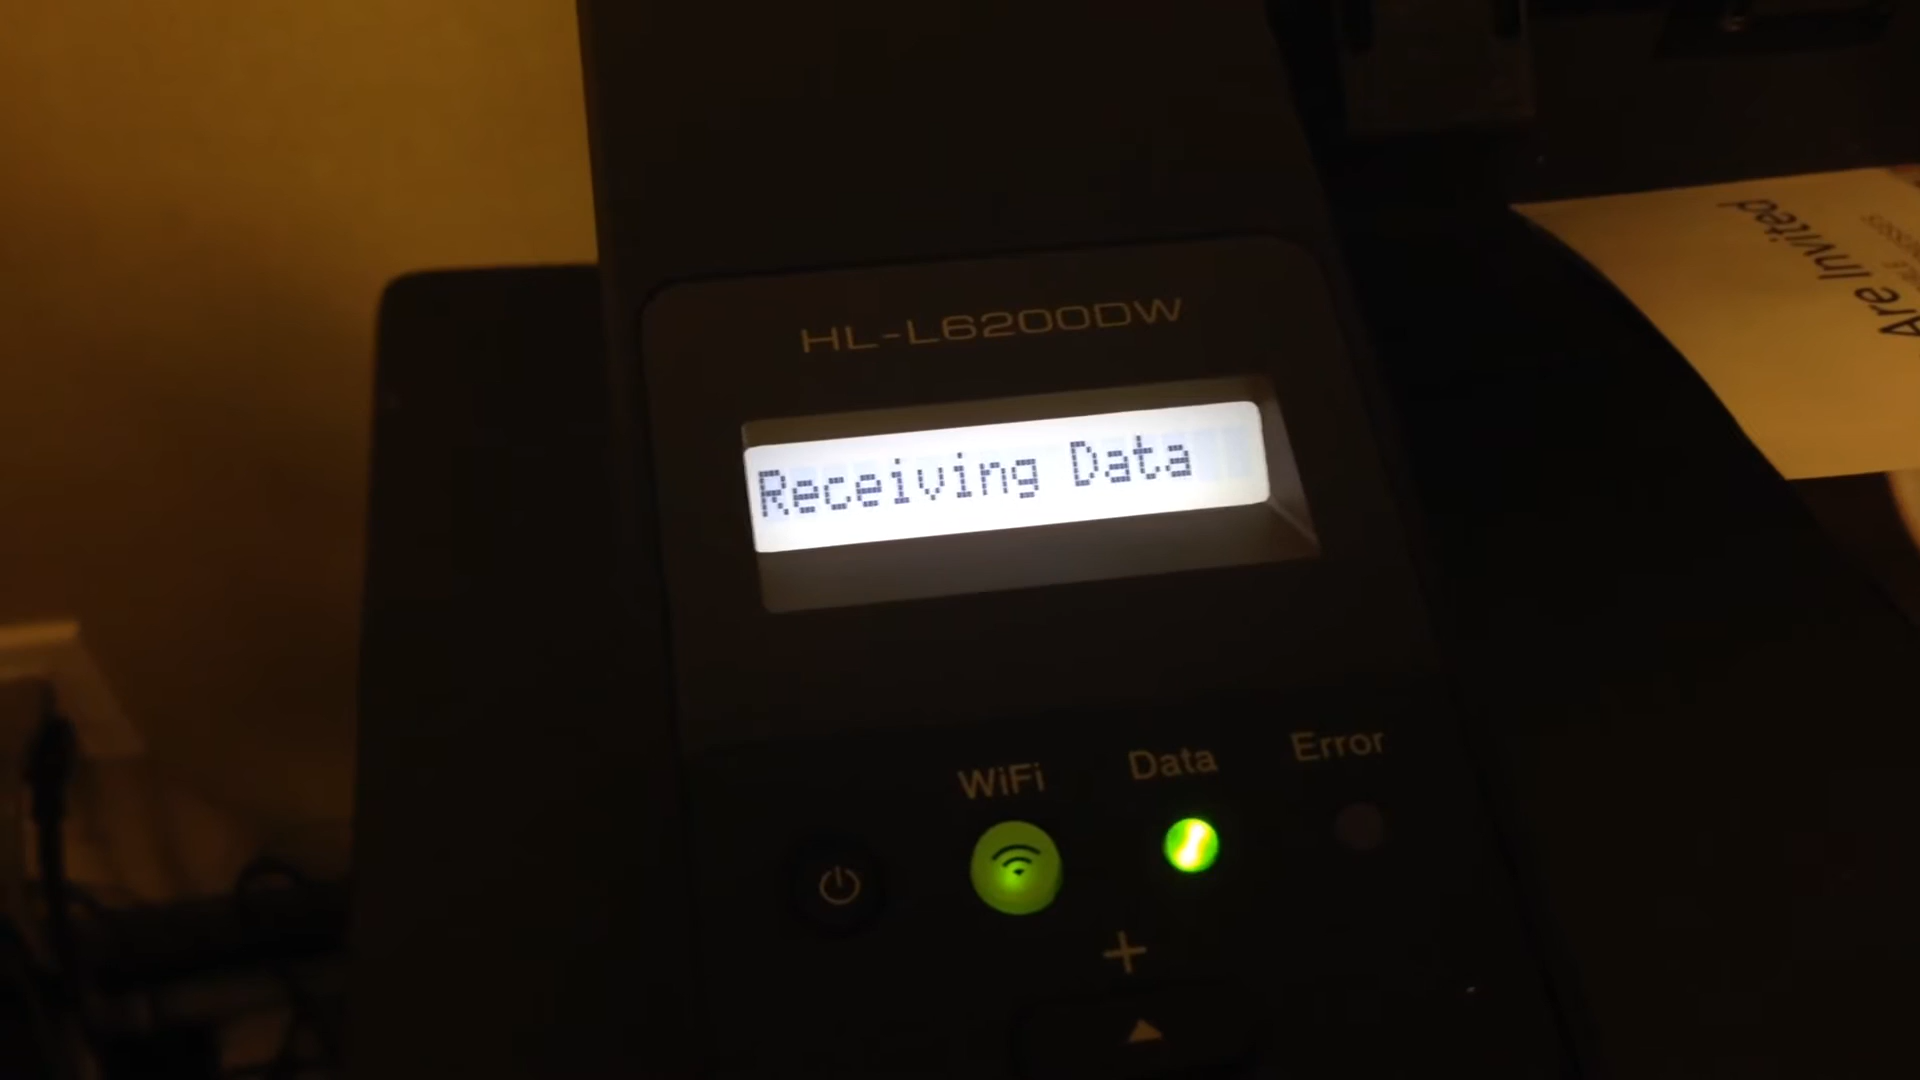 HL-L6200DW
Receiving Data
WiFi
Data
Error
+
Are Invited